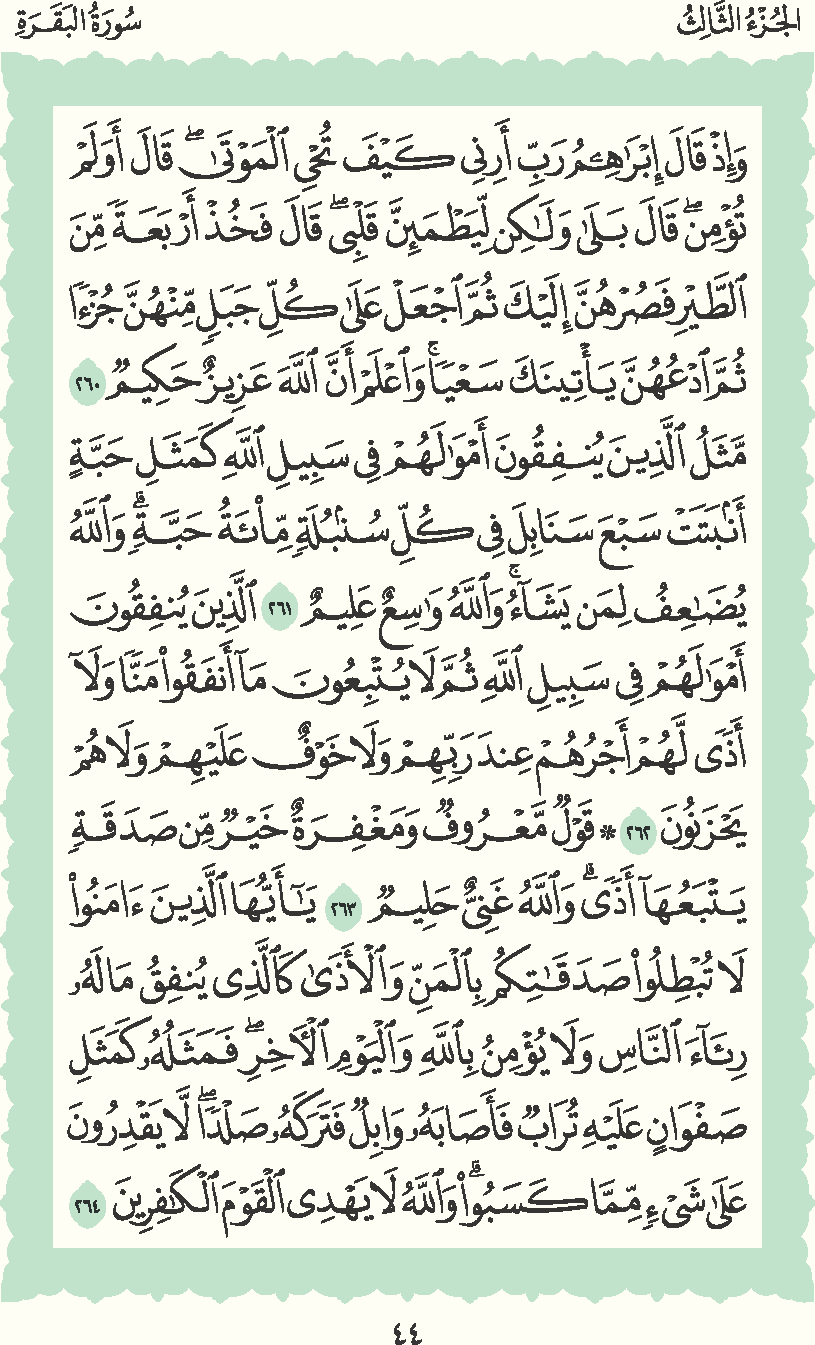 الجُزْءُ الثَّالِثُ
سُورَةُ البَقَرَةِ
وَإِذْ قَالَ إِبْرَٰهِـۧمُ رَبِّ أَرِنِى كَيْفَ تُحْىِ ٱلْمَوْتَىٰ ۖ قَالَ أَوَلَمْ
تُؤْمِن ۖ قَالَ بَلَىٰ وَلَـٰكِن لِّيَطْمَئِنَّ قَلْبِى ۖ قَالَ فَخُذْ أَرْبَعَةً مِّنَ
ٱلطَّيْرِ فَصُرْهُنَّ إِلَيْكَ ثُمَّ ٱجْعَلْ عَلَىٰ كُلِّ جَبَلٍ مِّنْهُنَّ جُزْءًا
ثُمَّ ٱدْعُهُنَّ يَأْتِينَكَ سَعْيًا ۚ وَٱعْلَمْ أَنَّ ٱللَّهَ عَزِيزٌ حَكِيمٌ ٢٦٠
مَّثَلُ ٱلَّذِينَ يُنفِقُونَ أَمْوَٰلَهُمْ فِى سَبِيلِ ٱللَّهِ كَمَثَلِ حَبَّةٍ
أَنۢبَتَتْ سَبْعَ سَنَابِلَ فِى كُلِّ سُنۢبُلَةٍ مِّا۟ئَةُ حَبَّةٍ ۗ وَٱللَّهُ
يُضَـٰعِفُ لِمَن يَشَآءُ ۚ وَٱللَّهُ وَٰسِعٌ عَلِيمٌ ٢٦١ ٱلَّذِينَ يُنفِقُونَ
أَمْوَٰلَهُمْ فِى سَبِيلِ ٱللَّهِ ثُمَّ لَا يُتْبِعُونَ مَآ أَنفَقُوا۟ مَنًّا وَلَآ
أَذًى لَّهُمْ أَجْرُهُمْ عِندَ رَبِّهِمْ وَلَا خَوْفٌ عَلَيْهِمْ وَلَا هُمْ
يَحْزَنُونَ ٢٦٢ ۞ قَوْلٌ مَّعْرُوفٌ وَمَغْفِرَةٌ خَيْرٌ مِّن صَدَقَةٍ
يَتْبَعُهَآ أَذًى ۗ وَٱللَّهُ غَنِىٌّ حَلِيمٌ ٢٦٣ يَـٰٓأَيُّهَا ٱلَّذِينَ ءَامَنُوا۟
لَا تُبْطِلُوا۟ صَدَقَـٰتِكُم بِٱلْمَنِّ وَٱلْأَذَىٰ كَٱلَّذِى يُنفِقُ مَالَهُۥ
رِئَآءَ ٱلنَّاسِ وَلَا يُؤْمِنُ بِٱللَّهِ وَٱلْيَوْمِ ٱلْـَٔاخِرِ ۖ فَمَثَلُهُۥ كَمَثَلِ
صَفْوَانٍ عَلَيْهِ تُرَابٌ فَأَصَابَهُۥ وَابِلٌ فَتَرَكَهُۥ صَلْدًا ۖ لَّا يَقْدِرُونَ
عَلَىٰ شَىْءٍ مِّمَّا كَسَبُوا۟ ۗ وَٱللَّهُ لَا يَهْدِى ٱلْقَوْمَ ٱلْكَـٰفِرِينَ ٢٦٤
٤٤